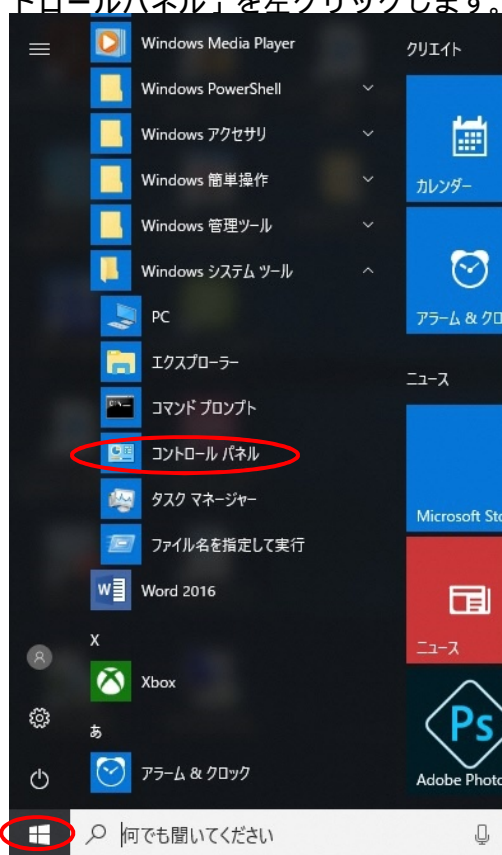 トロールパネル」を左クリックします。
Windows Media Player
Windows PowerShell
Windows アクセサリ
Windows 簡単操作
Windows 管理ツール
Windows システム ツール
PC
エクスプローラー
コマンド プロンプト
コントロール パネル
タスク マネージャー
ファイル名を指定して実行
Word 2016
X
Xbox
あ
アラーム & クロック
クリエイト
カレンダー
アラーム & クロ
ニュース
Microsoft Sto
ニュース
Ps
Adobe Photo
何でも聞いてください